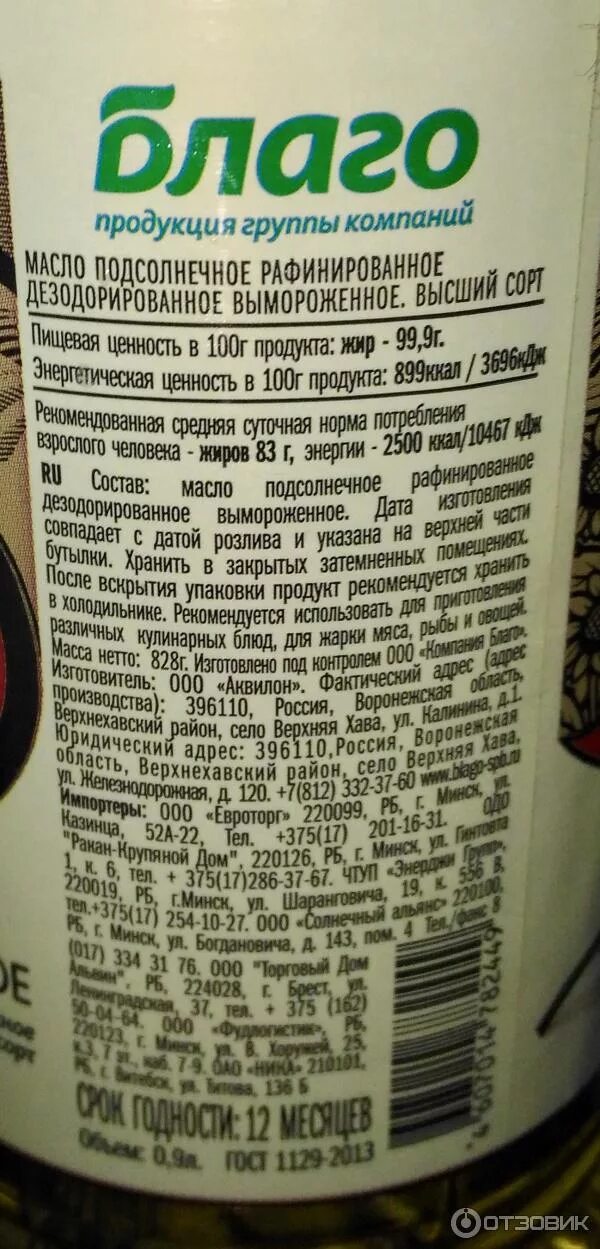 Благо
продукция группы компаний
МАСЛО ПОДСОЛНЕЧНОЕ РАФИНИРОВАННОЕ
ДЕЗОДОРИРОВАННОЕ ВЫМОРОЖЕННОЕ. ВЫСШИЙ СОРТ
Пищевая ценность в 100г продукта: жир - 99,9г.
Энергетическая ценность в 100г продукта: 899ккал / 3696кДж
Рекомендованная средняя суточная норма потребления
взрослого человека - жиров 83 г, энергии - 2500 ккал/10467 кДж
RU Состав: масло подсолнечное рафинированное
дезодорированное вымороженное. Дата изготовления
совпадает с датой розлива и указана на верхней части
бутылки. Хранить в закрытых затемненных помещениях.
После вскрытия упаковки продукт рекомендуется хранить
в холодильнике. Рекомендуется использовать для приготовления
различных кулинарных блюд, для жарки мяса, рыбы и овощей.
Масса нетто: 828г. Изготовлено под контролем ООО «Компания Благо».
Изготовитель: ООО «Аквилон». Фактический адрес (адрес
производства): 396110, Россия, Воронежская область,
Верхнехавский район, село Верхняя Хава, ул. Калинина, д.1.
Юридический адрес: 396110,Россия, Воронежская
область, Верхнехавский район, село Верхняя Хава,
ул. Железнодорожная, д. 120. +7(812) 332-37-60 www.blago-spb.ru
Импортеры: ООО «Евроторг» 220099, РБ, г. Минск, ул.
Казинца, 52А-22, Тел. +375(17) 201-16-31. ОДО
"Ракан-Крупяной Дом", 220126, РБ, г. Минск, ул. Гинтовта
1, к. 6, тел. + 375(17)286-37-67. ЧТУП «Энерджи Групп»,
220019, РБ, г.Минск, ул. Шаранговича, 19, к. 556 В,
тел.+375(17) 254-10-27. ООО «Солнечный альянс» 220100,
РБ, г. Минск, ул. Богдановича, д. 143, пом. 4 Тел./факс 8
(017) 334 31 76. ООО "Торговый Дом
Альвин", РБ, 224028, г. Брест, ул.
Ленинградская, 37, тел. + 375 (162)
50-04-64. ООО «Фудлогистик», РБ,
220123, г. Минск, ул. В. Хоружей, 25,
к.3, 7 эт., каб. 7-9. ОАО «НИКА» 210101,
РБ, г. Витебск, ул. Титова, 136 Б
СРОК ГОДНОСТИ: 12 МЕСЯЦЕВ
Объем: 0,9л. ГОСТ 1129-2013
4607014782449
ОЕ
сорт
ОТЗОВИК